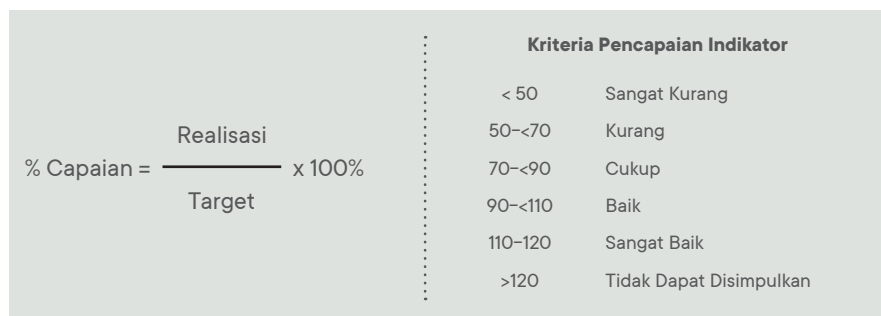 % Capaian =
Realisasi
Target
x 100%
Kriteria Pencapaian Indikator
< 50 Sangat Kurang
50–<70 Kurang
70–<90 Cukup
90–<110 Baik
110–120 Sangat Baik
>120 Tidak Dapat Disimpulkan